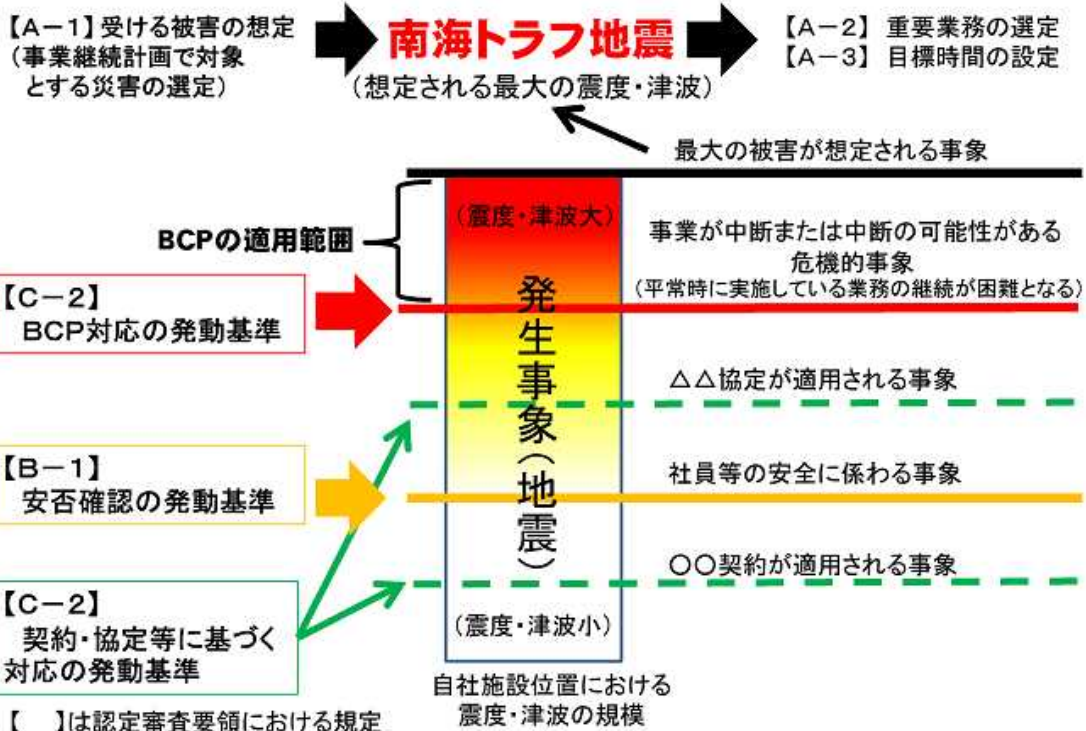 【A-1】受ける被害の想定
(事業継続計画で対象
とする災害の選定)
南海トラフ地震
(想定される最大の震度・津波)
【A-2】 重要業務の選定
【A-3】 目標時間の設定
最大の被害が想定される事象
(震度・津波大)
BCPの適用範囲
事業が中断または中断の可能性がある
危機的事象
(平常時に実施している業務の継続が困難となる)
【C-2】
BCP対応の発動基準
発生事象(地震)
△△協定が適用される事象
【B-1】
安否確認の発動基準
社員等の安全に係わる事象
〇〇契約が適用される事象
【C-2】
契約・協定等に基づく
対応の発動基準
(震度・津波小)
自社施設位置における
震度・津波の規模
【 】は認定審査要領における規定